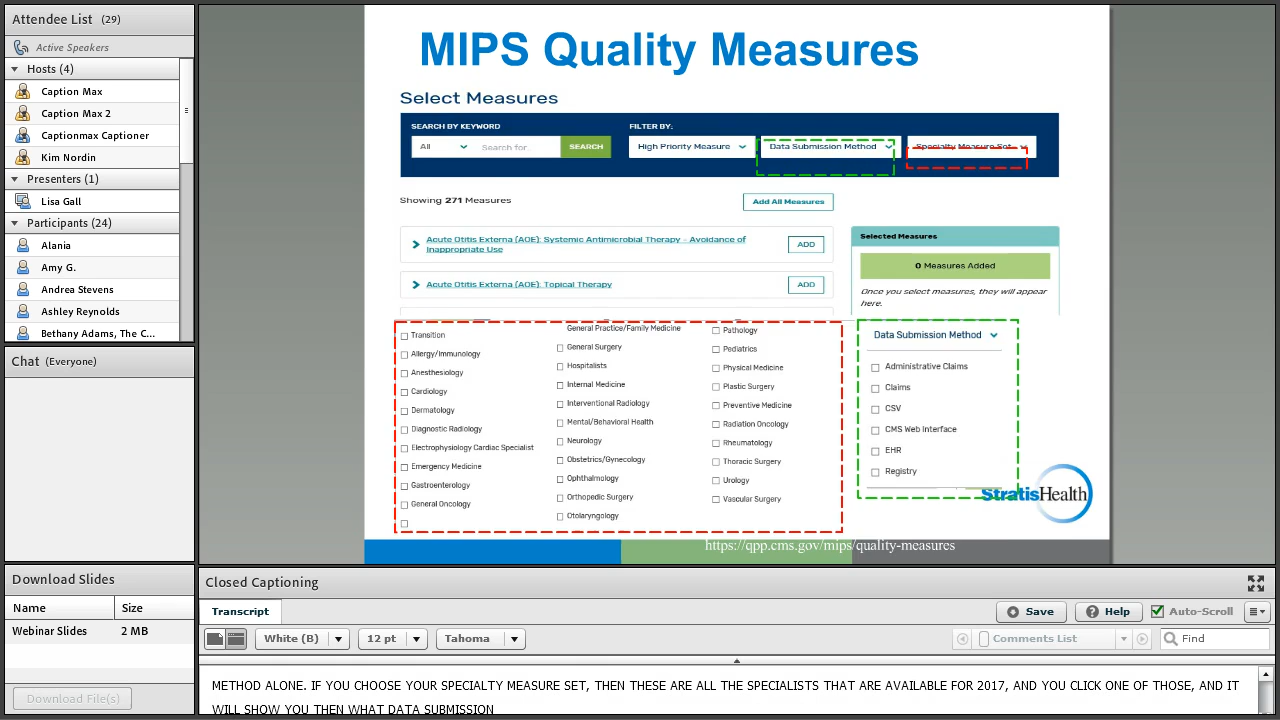 Attendee List (29)
Active Speakers
Hosts (4)
Caption Max
Caption Max 2
Captionmax Captioner
Kim Nordin
Presenters (1)
Lisa Gall
Participants (24)
Alania
Amy G.
Andrea Stevens
Ashley Reynolds
Bethany Adams, The C...
Chat (Everyone)
Download Slides
Name Size
Webinar Slides 2 MB
Download File(s)
MIPS Quality Measures
Select Measures
SEARCH BY KEYWORD
All
Search for
SEARCH
FILTER BY:
High Priority Measure
Data Submission Method
Specialty Measure Set
Showing 271 Measures
Add All Measures
Acute Otitis Externa (AOE): Systemic Antimicrobial Therapy - Avoidance of
Inappropriate Use
ADD
Acute Otitis Externa (AOE): Topical Therapy
ADD
Selected Measures
0 Measures Added
Once you select measures, they will appear
here.
Transition
Allergy/Immunology
Anesthesiology
Cardiology
Dermatology
Diagnostic Radiology
Electrophysiology Cardiac Specialist
Emergency Medicine
Gastroenterology
General Oncology
General Practice/Family Medicine
General Surgery
Hospitalists
Internal Medicine
Interventional Radiology
Mental/Behavioral Health
Neurology
Obstetrics/Gynecology
Ophthalmology
Orthopedic Surgery
Otolaryngology
Pathology
Pediatrics
Physical Medicine
Plastic Surgery
Preventive Medicine
Radiation Oncology
Rheumatology
Thoracic Surgery
Urology
Vascular Surgery
Data Submission Method
Administrative Claims
Claims
CSV
CMS Web Interface
EHR
Registry
StratisHealth
https://qpp.cms.gov/mips/quality-measures
Closed Captioning
Transcript
Save
Help
Auto-Scroll
White (B)
12 pt
Tahoma
Comments List
Find
METHOD ALONE. IF YOU CHOOSE YOUR SPECIALTY MEASURE SET, THEN THESE ARE ALL THE SPECIALISTS THAT ARE AVAILABLE FOR 2017, AND YOU CLICK ONE OF THOSE, AND IT
WILL SHOW YOU THEN WHAT DATA SUBMISSION